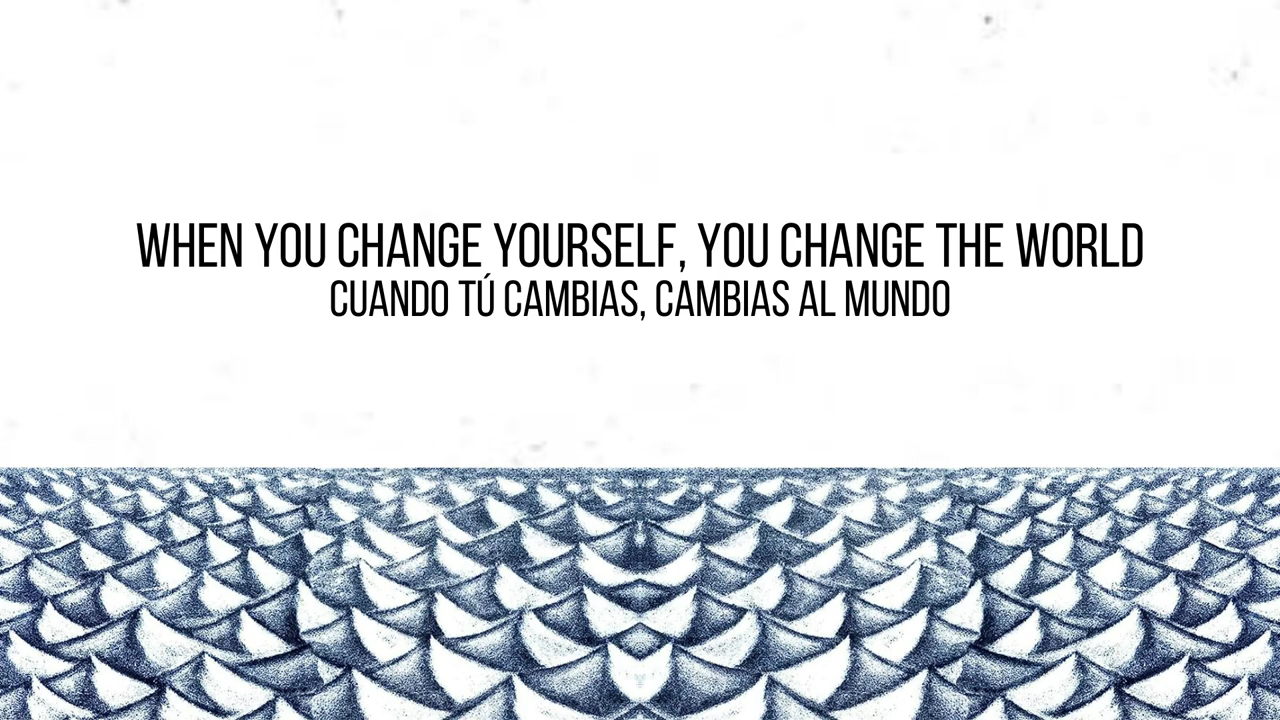 WHEN YOU CHANGE YOURSELF, YOU CHANGE THE WORLD
CUANDO TÚ CAMBIAS, CAMBIAS AL MUNDO